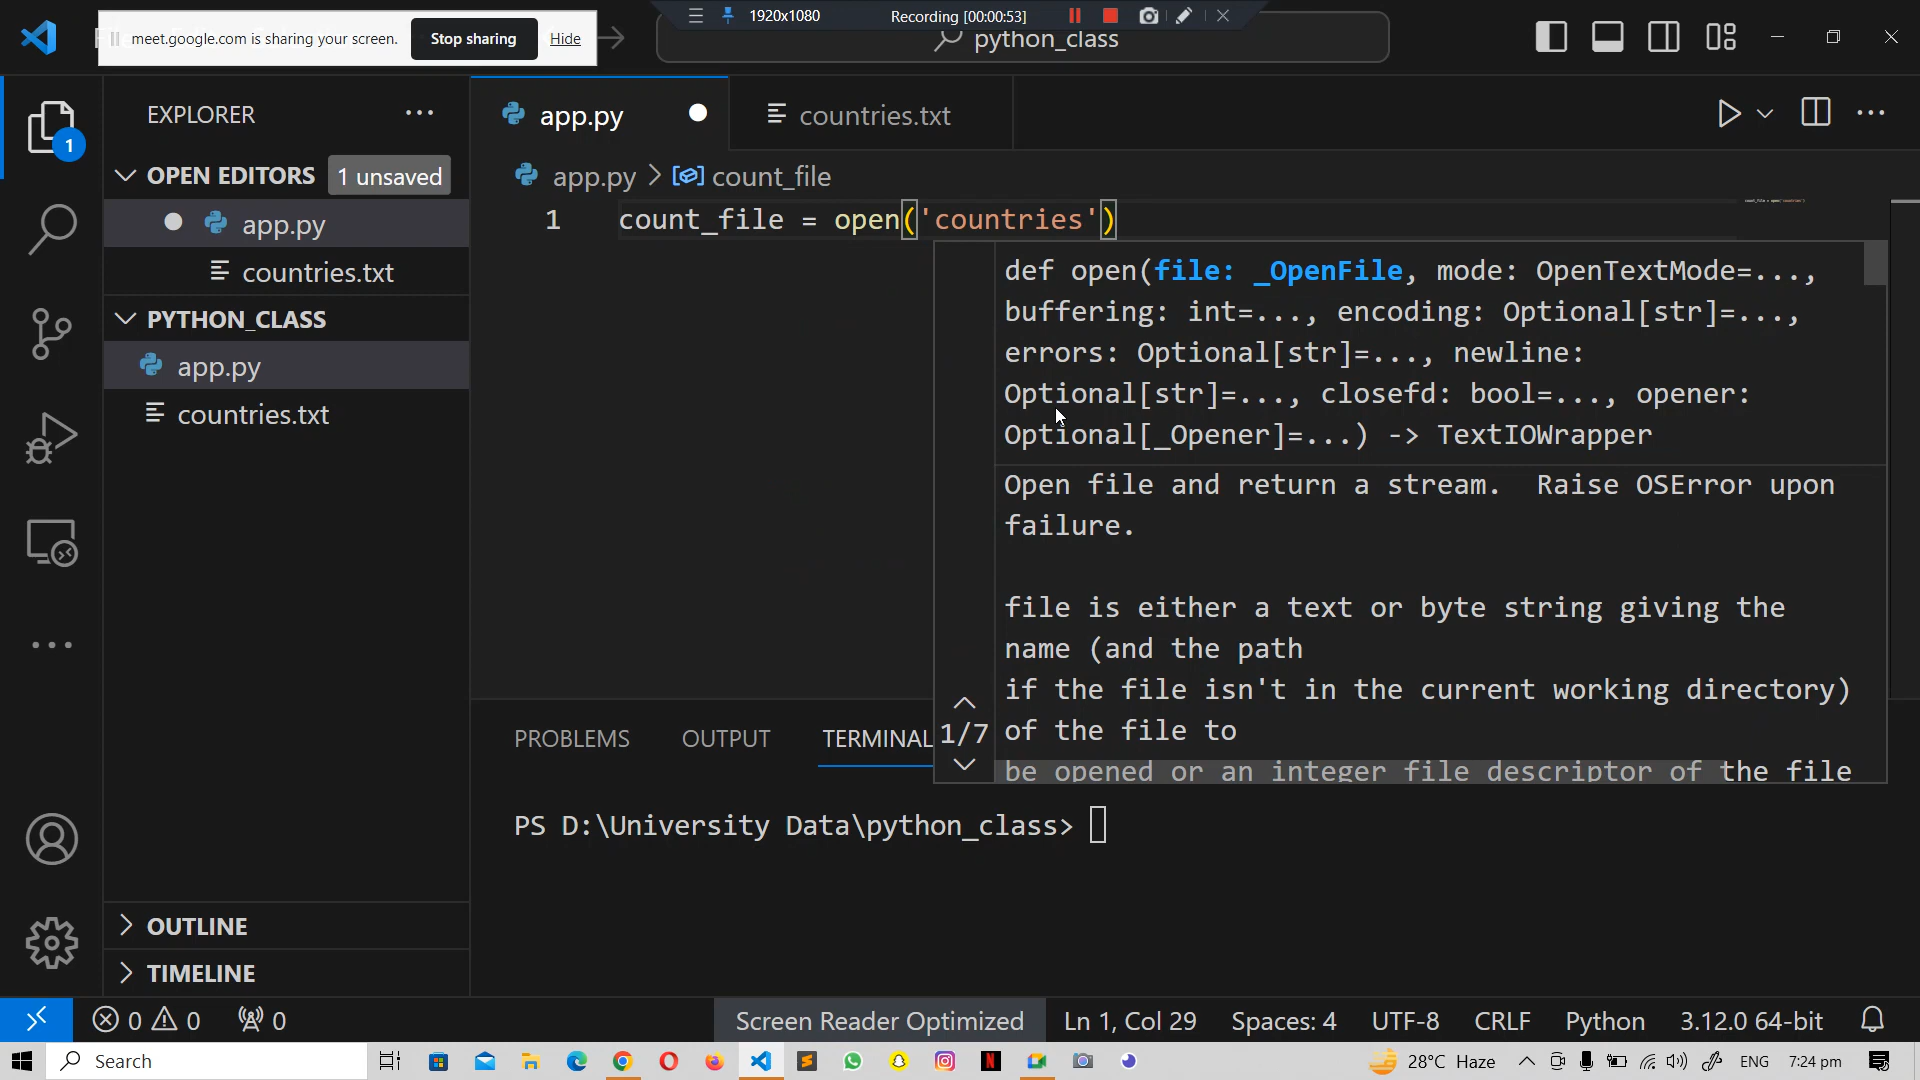 1920x1080
Recording [00:00:53]
meet.google.com is sharing your screen.
Stop sharing
Hide
python_class
EXPLORER
OPEN EDITORS
1 unsaved
app.py
countries.txt
PYTHON_CLASS
app.py
countries.txt
OUTLINE
TIMELINE
1
app.py
countries.txt
app.py > count_file
1
count_file = open('countries')
def open(file: _OpenFile, mode: OpenTextMode=...,
buffering: int=..., encoding: Optional[str]=...,
errors: Optional[str]=..., newline:
Optional[str]=..., closefd: bool=..., opener:
Optional[_Opener]=...) -> TextIOWrapper
Open file and return a stream.  Raise OSError upon
failure.
file is either a text or byte string giving the
name (and the path
if the file isn't in the current working directory)
of the file to
be opened or an integer file descriptor of the file
1/7
PROBLEMS
OUTPUT
TERMINAL
PS D:\University Data\python_class>
0
0
0
Screen Reader Optimized
Ln 1, Col 29
Spaces: 4
UTF-8
CRLF
Python
3.12.0 64-bit
Search
28°C Haze
ENG
7:24 pm